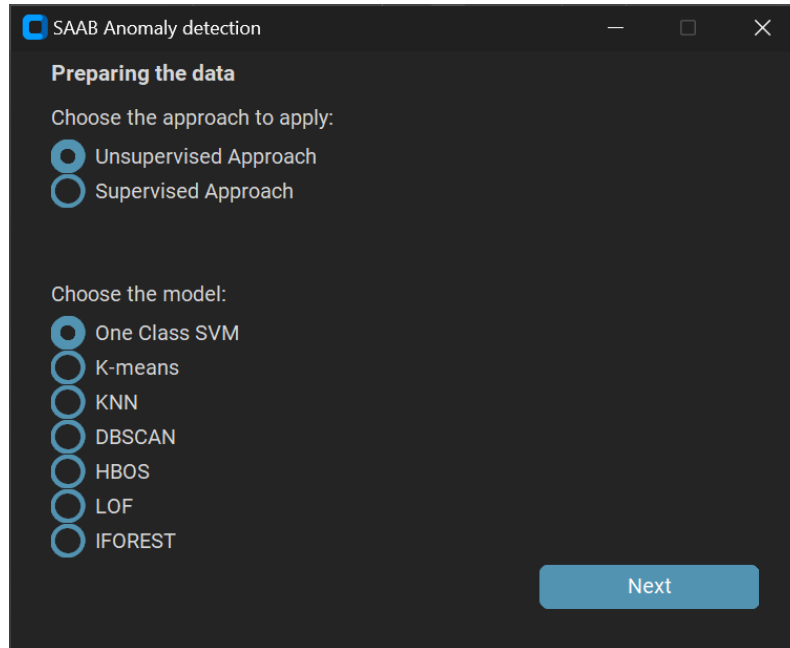 SAAB Anomaly detection
Preparing the data
Choose the approach to apply:
Unsupervised Approach
Supervised Approach
Choose the model:
One Class SVM
K-means
KNN
DBSCAN
HBOS
LOF
IFOREST
Next